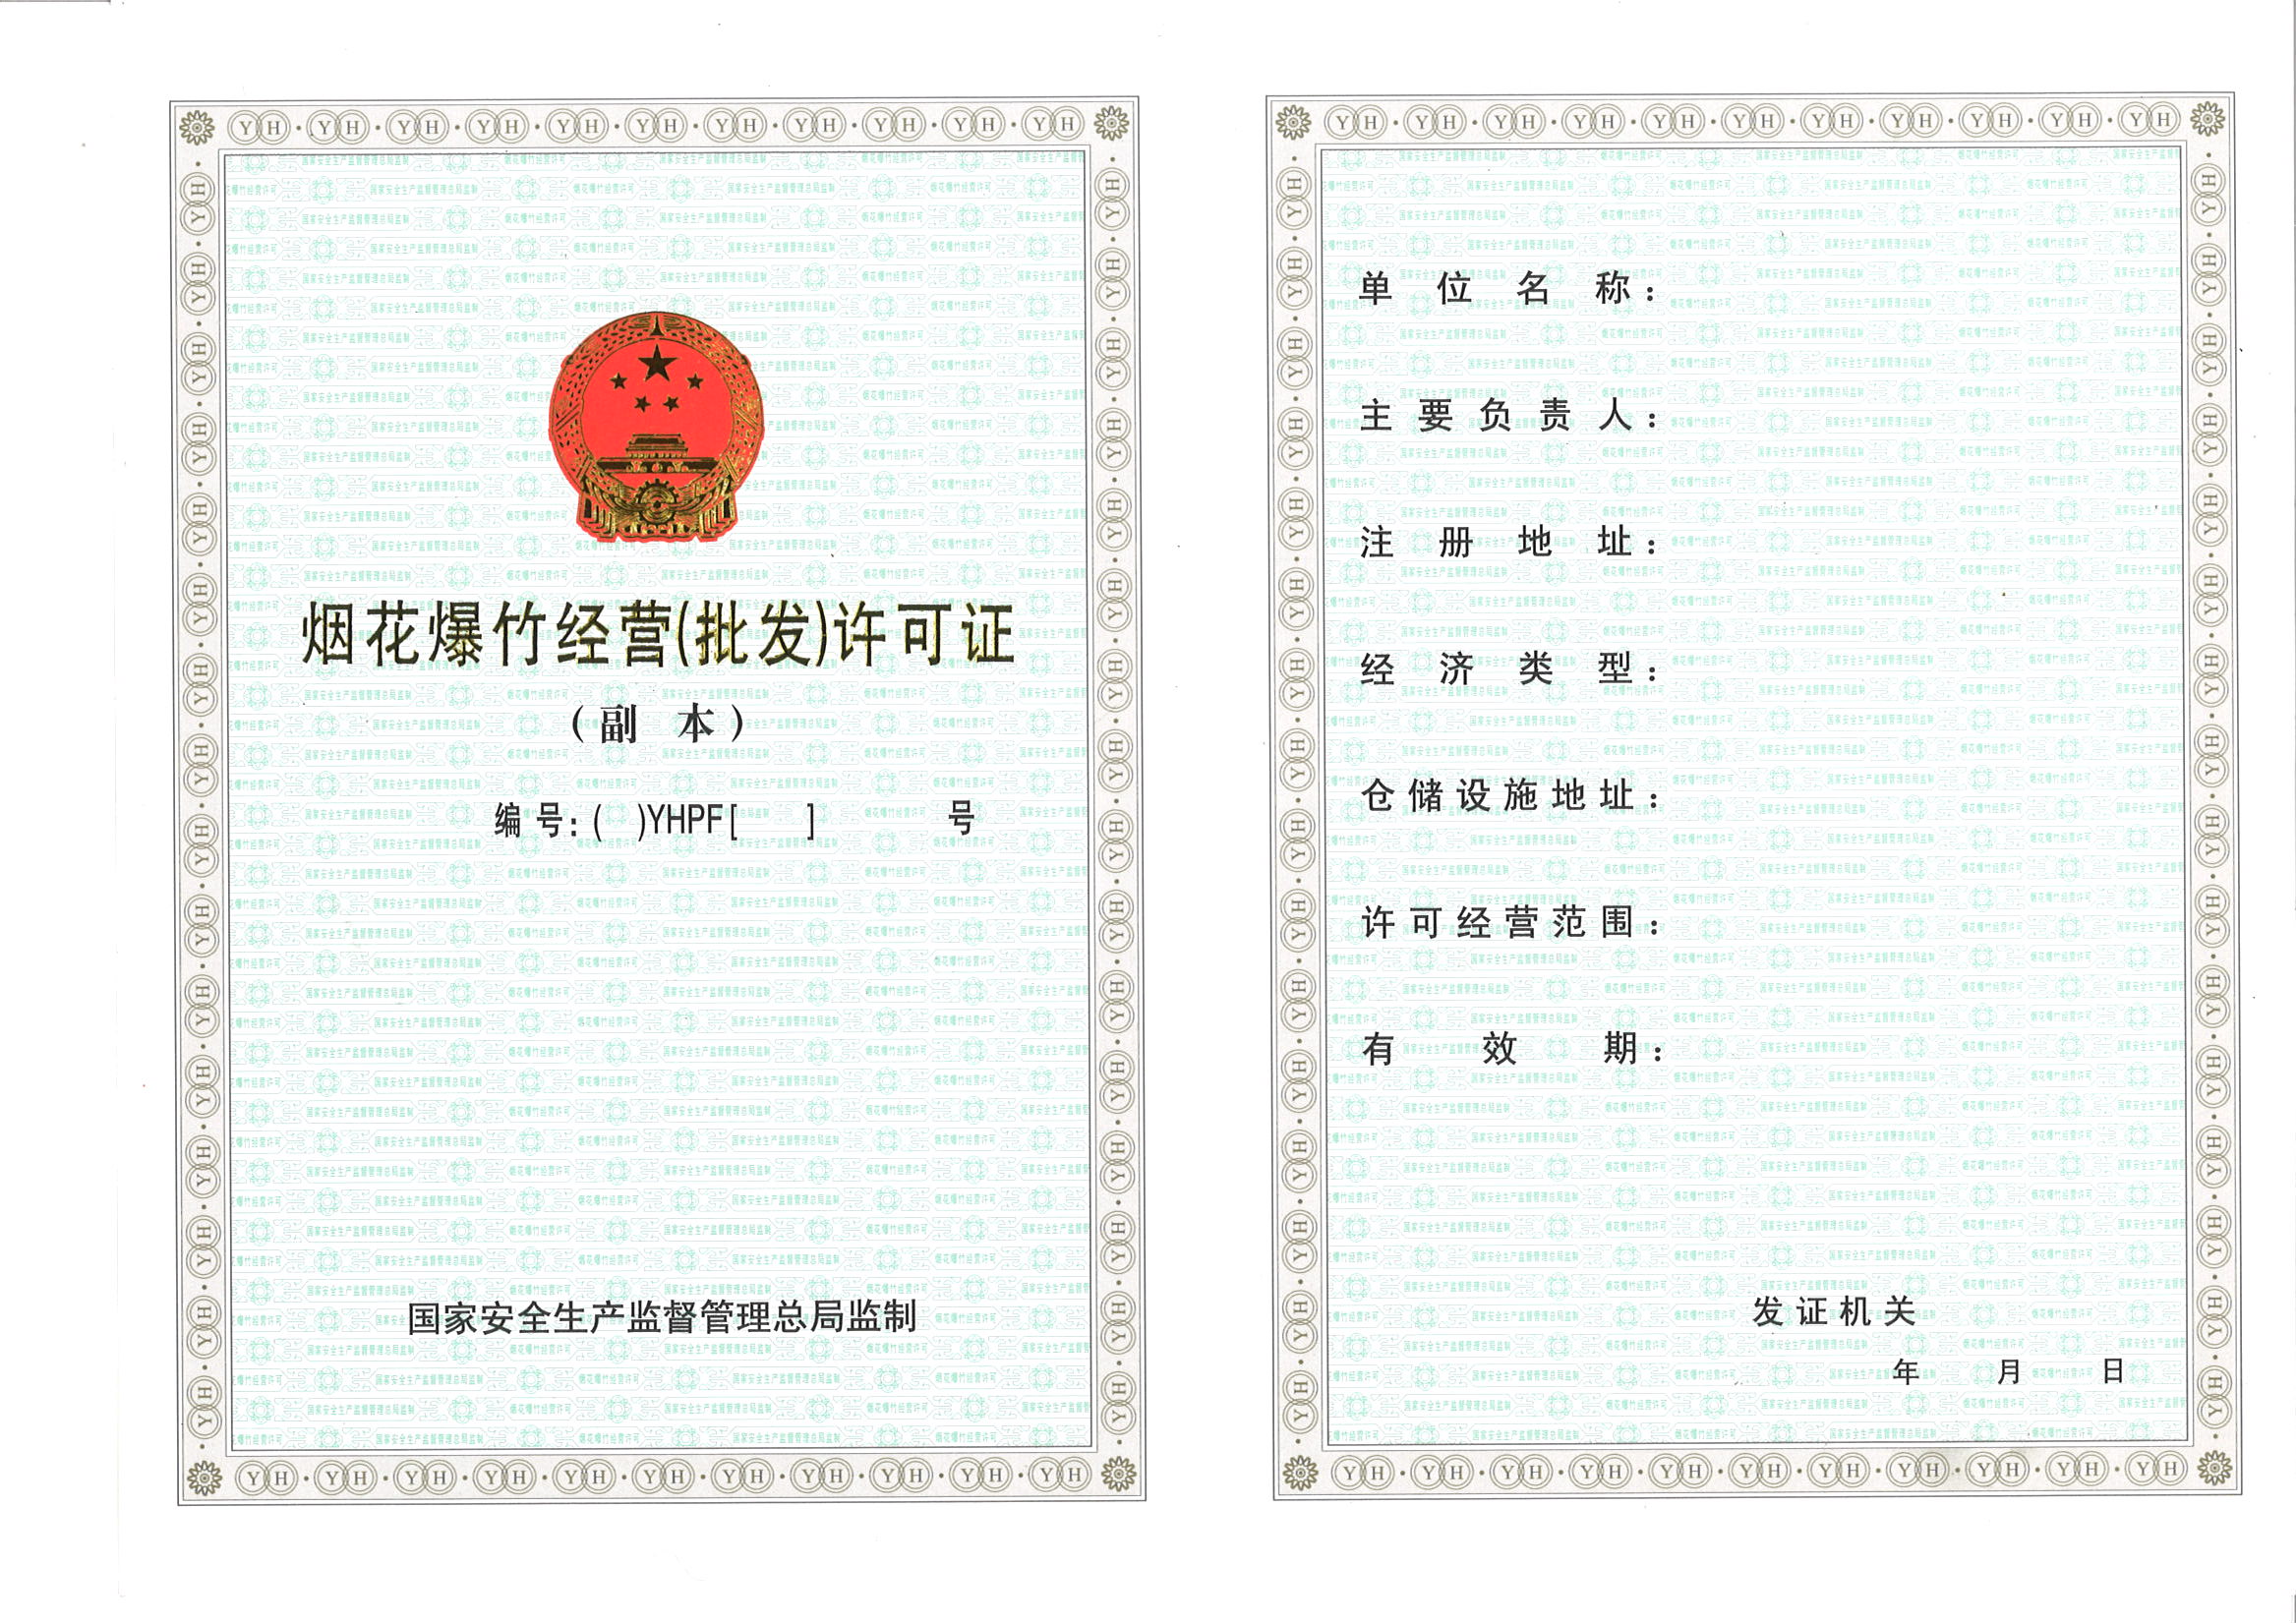 烟花爆竹经营(批发)许可证
(副 本)
编 号: ( )YHPF[ ] 号
国家安全生产监督管理总局监制
单位名称:
主要负责人:
注册地址:
经济类型:
仓储设施地址:
许可经营范围:
有效期:
发证机关
年 月 日